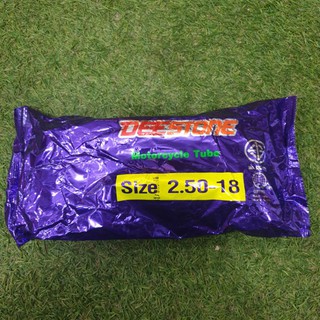 DEESTONE
Motorcycle Tube
Size 2.50-18